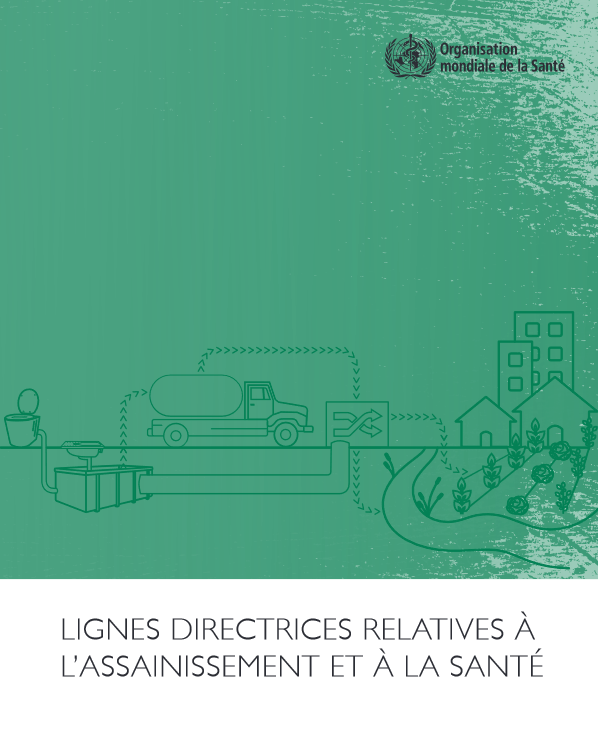 Organisation
mondiale de la Santé
LIGNES DIRECTRICES RELATIVES À
L’ASSAINISSEMENT ET À LA SANTÉ